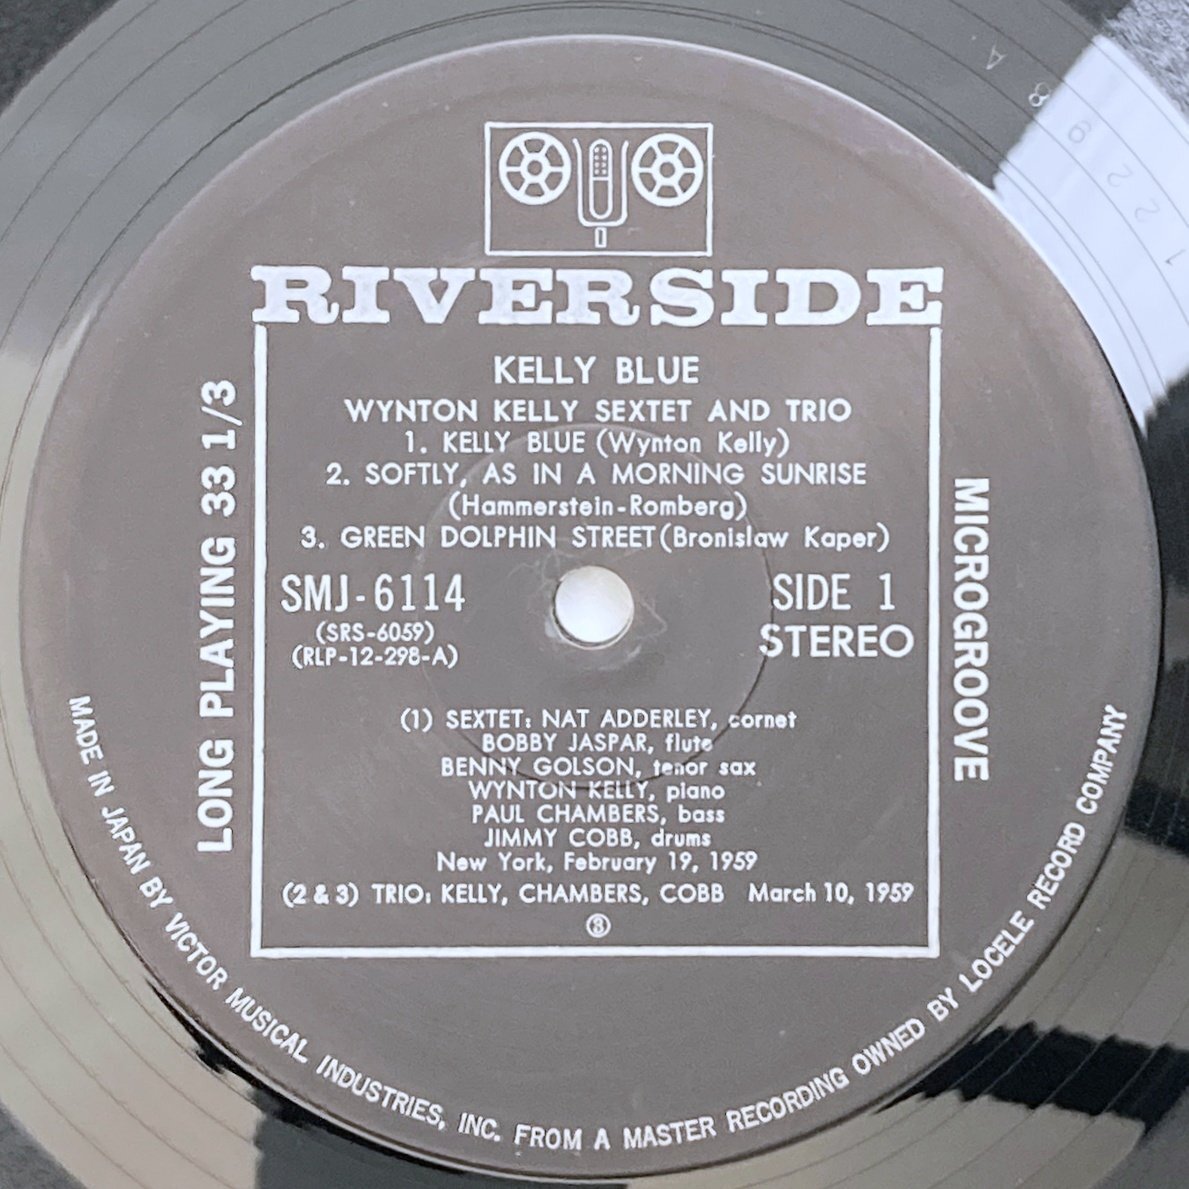 RIVERSIDE
KELLY BLUE
WYNTON KELLY SEXTET AND TRIO
1. KELLY BLUE (Wynton Kelly)
2. SOFTLY, AS IN A MORNING SUNRISE
(Hammerstein-Romberg)
3. GREEN DOLPHIN STREET (Bronislaw Kaper)
SMJ-6114
(SRS-6059)
(RLP-12-298-A)
SIDE 1
STEREO
(1) SEXTET: NAT ADDERLEY, cornet
BOBBY JASPAR, flute
BENNY GOLSON, tenor sax
WYNTON KELLY, piano
PAUL CHAMBERS, bass
JIMMY COBB, drums
New York, February 19, 1959
(2 & 3) TRIO: KELLY, CHAMBERS, COBB March 10, 1959
③
LONG PLAYING 33 1/3
MICROGROOVE
MADE IN JAPAN BY VICTOR MUSICAL INDUSTRIES, INC. FROM A MASTER RECORDING OWNED BY LOCELE RECORD COMPANY